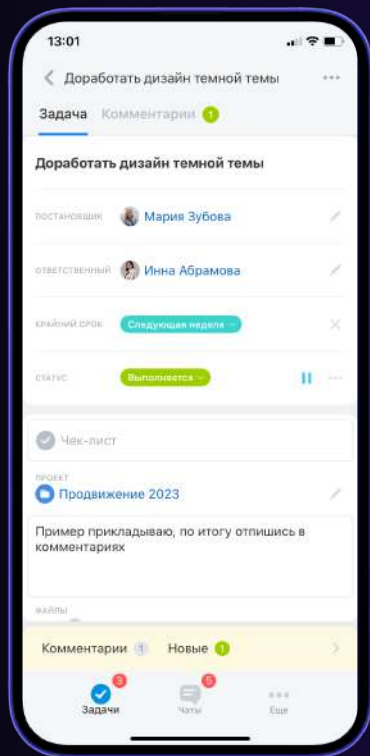 13:01
Доработать дизайн темной темы
Задача Комментарии 1
Доработать дизайн темной темы
ПОСТАНОВЩИК Мария Зубова
ОТВЕТСТВЕННЫЙ Инна Абрамова
КРАЙНИЙ СРОК Следующая неделя
СТАТУС Выполняется
Чек-лист
ПРОЕКТ
Продвижение 2023
Пример прикладываю, по итогу отпишись в
комментариях
ФАЙЛЫ
Комментарии 1 Новые 1
3 5
Задачи Чаты Еще